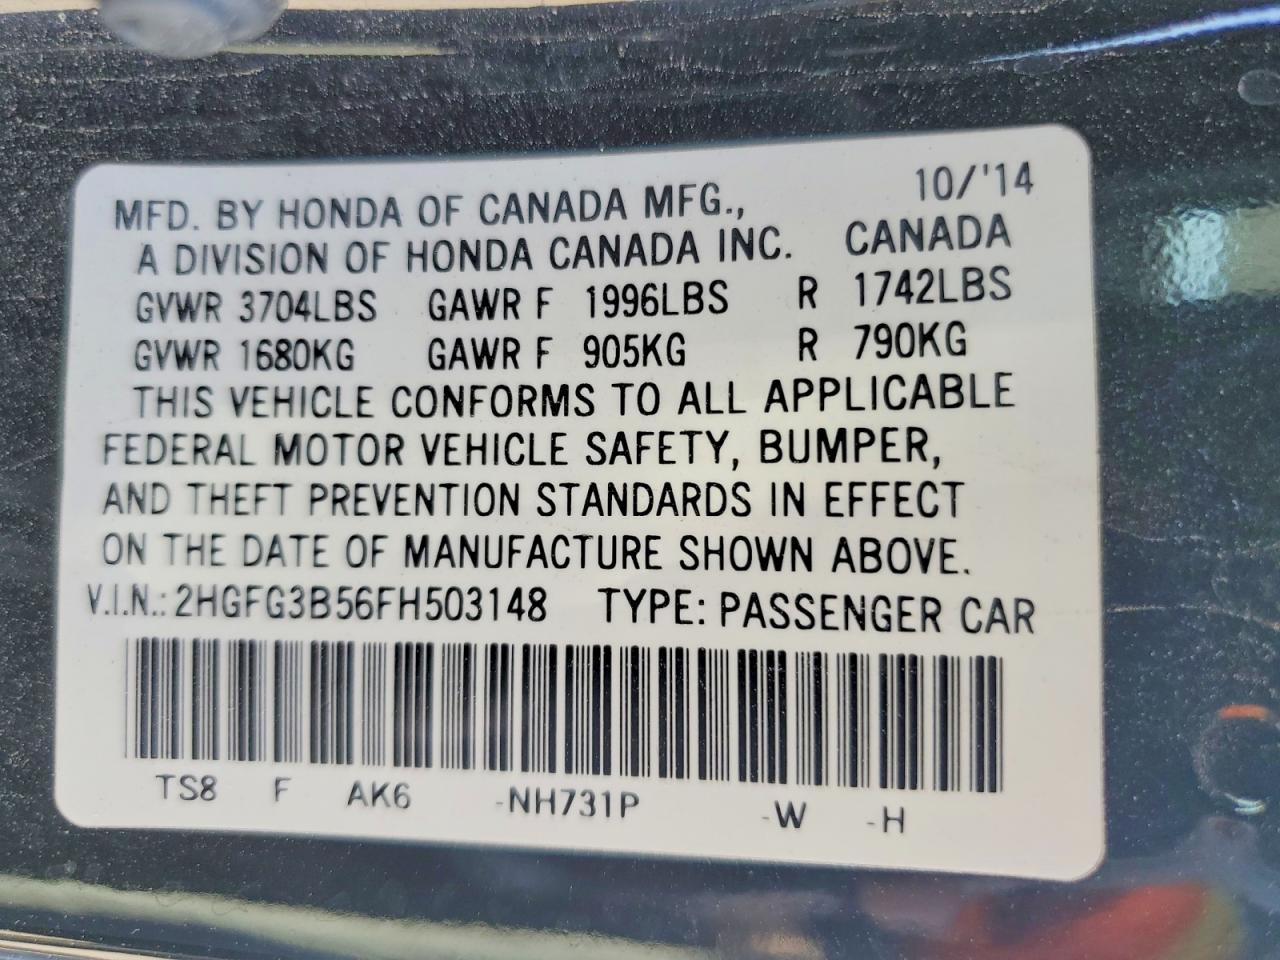 10/'14
MFD. BY HONDA OF CANADA MFG.,
A DIVISION OF HONDA CANADA INC. CANADA
GVWR 3704LBS GAWR F 1996LBS R 1742LBS
GVWR 1680KG GAWR F 905KG R 790KG
THIS VEHICLE CONFORMS TO ALL APPLICABLE
FEDERAL MOTOR VEHICLE SAFETY, BUMPER,
AND THEFT PREVENTION STANDARDS IN EFFECT
ON THE DATE OF MANUFACTURE SHOWN ABOVE.
V.I.N.: 2HGFG3B56FH503148 TYPE: PASSENGER CAR
TS8 F AK6 -NH731P -W -H